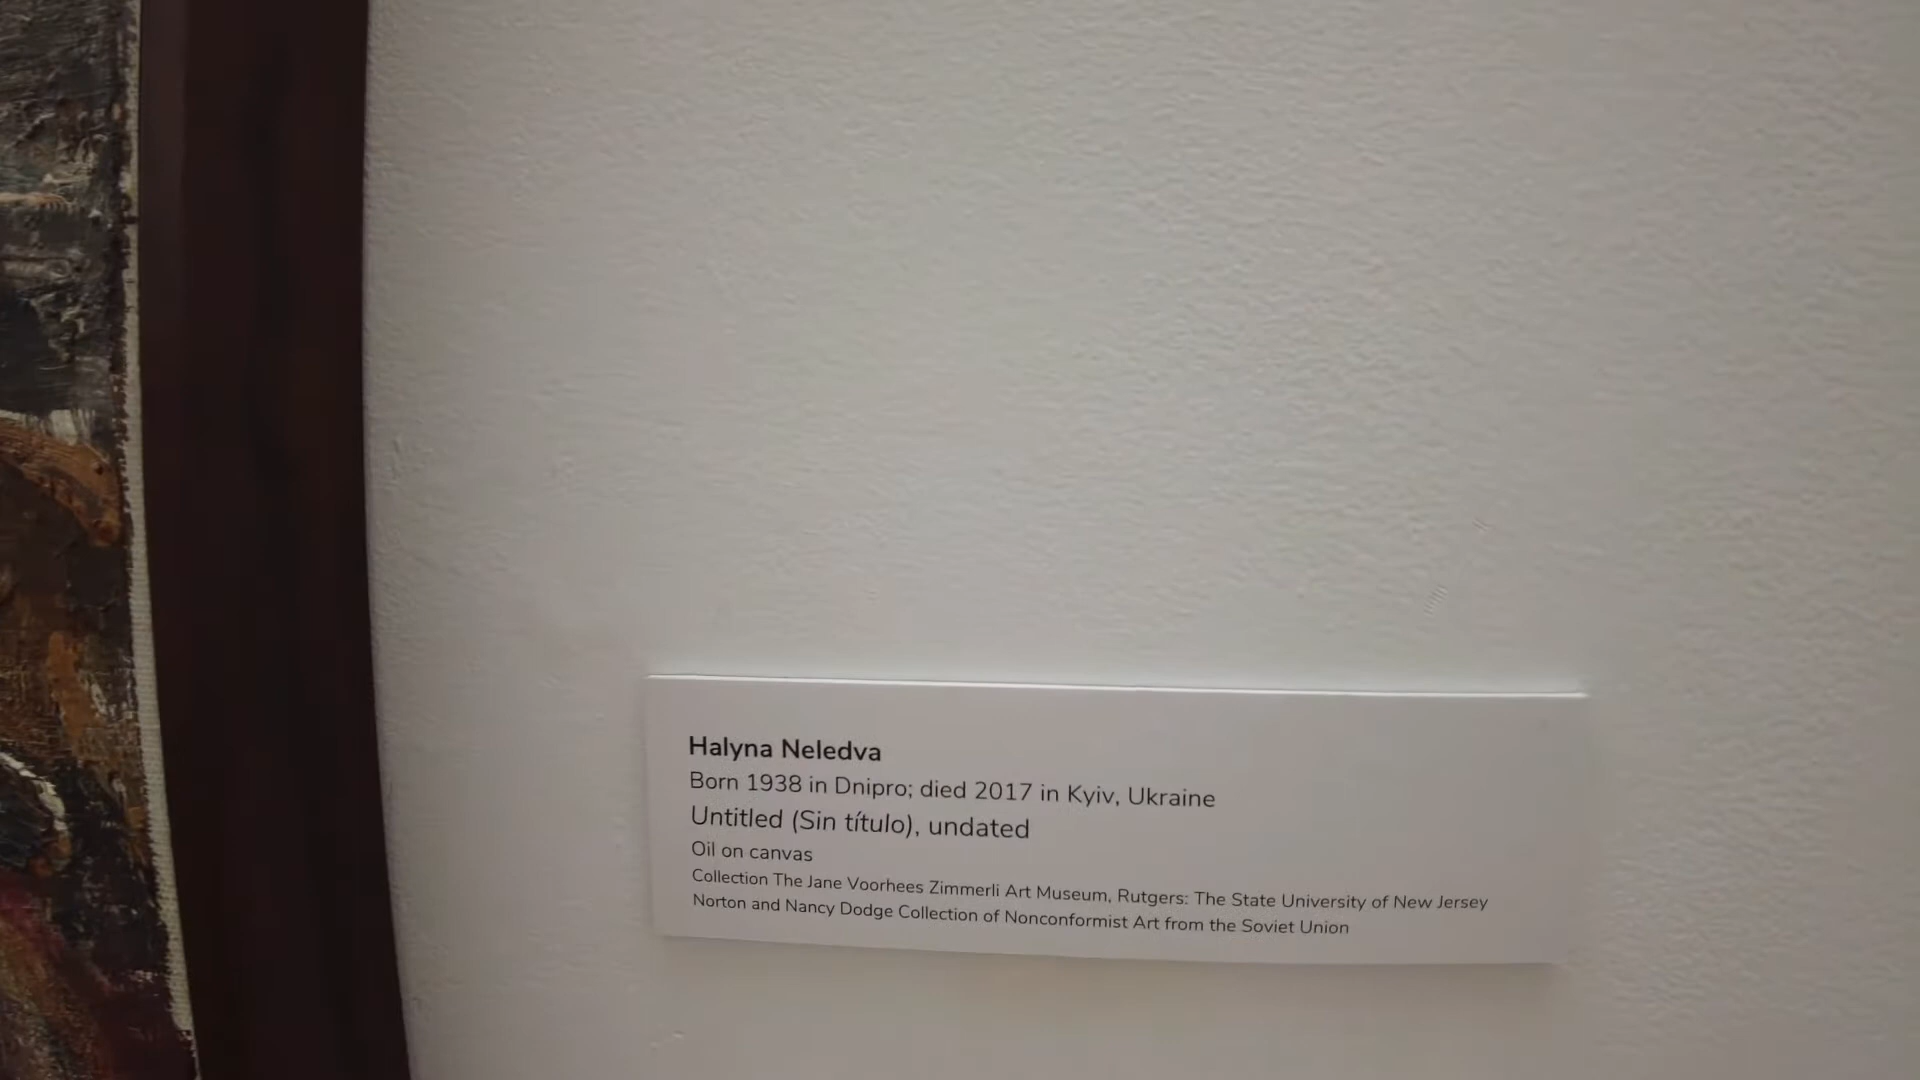 Halyna Neledva
Born 1938 in Dnipro; died 2017 in Kyiv, Ukraine
Untitled (Sin título), undated
Oil on canvas
Collection The Jane Voorhees Zimmerli Art Museum, Rutgers: The State University of New Jersey
Norton and Nancy Dodge Collection of Nonconformist Art from the Soviet Union